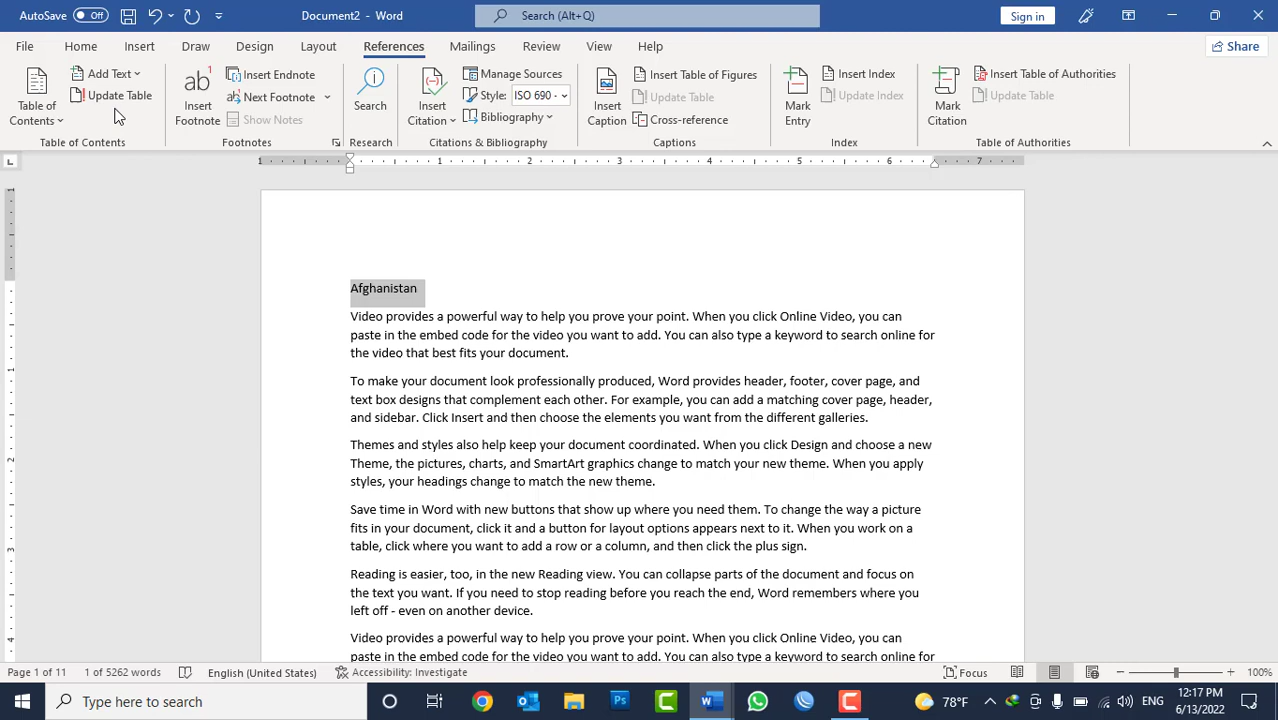 AutoSave Off Document2 - Word Search (Alt+Q) Sign in
File Home Insert Draw Design Layout References Mailings Review View Help Share
Table of Contents
Add Text
Update Table
Table of Contents
ab
Insert Footnote
Insert Endnote
Next Footnote
Show Notes
Footnotes
Search
Research
Insert Citation
Manage Sources
Style: ISO 690 -
Bibliography
Citations & Bibliography
Insert Caption
Insert Table of Figures
Update Table
Cross-reference
Captions
Mark Entry
Insert Index
Update Index
Index
Mark Citation
Insert Table of Authorities
Update Table
Table of Authorities
1 1 2 3 4 5 6 7
1
1
2
3
4
Afghanistan
Video provides a powerful way to help you prove your point. When you click Online Video, you can
paste in the embed code for the video you want to add. You can also type a keyword to search online for
the video that best fits your document.
To make your document look professionally produced, Word provides header, footer, cover page, and
text box designs that complement each other. For example, you can add a matching cover page, header,
and sidebar. Click Insert and then choose the elements you want from the different galleries.
Themes and styles also help keep your document coordinated. When you click Design and choose a new
Theme, the pictures, charts, and SmartArt graphics change to match your new theme. When you apply
styles, your headings change to match the new theme.
Save time in Word with new buttons that show up where you need them. To change the way a picture
fits in your document, click it and a button for layout options appears next to it. When you work on a
table, click where you want to add a row or a column, and then click the plus sign.
Reading is easier, too, in the new Reading view. You can collapse parts of the document and focus on
the text you want. If you need to stop reading before you reach the end, Word remembers where you
left off - even on another device.
Video provides a powerful way to help you prove your point. When you click Online Video, you can
paste in the embed code for the video you want to add. You can also type a keyword to search online for
Page 1 of 11 1 of 5262 words English (United States) Accessibility: Investigate Focus 100%
Type here to search 78°F ENG
12:17 PM
6/13/2022